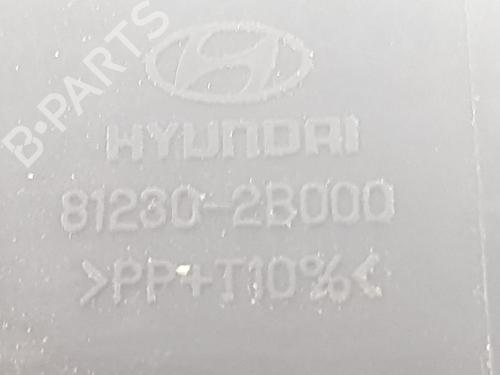 B·PARTS
HYUNDAI
81230-2B000
>PP+T10%<